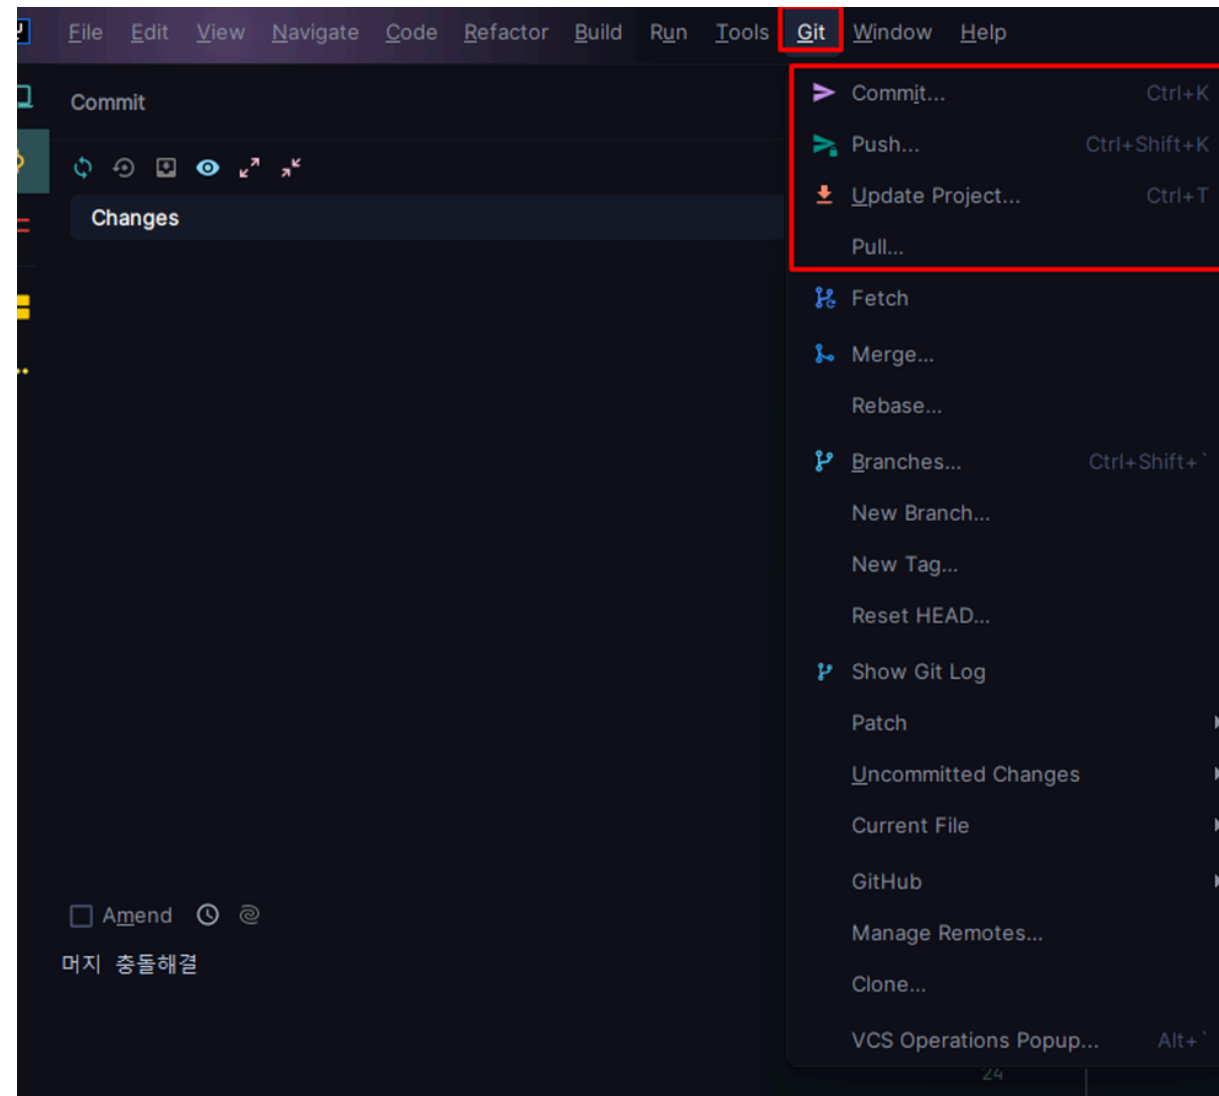 File Edit View Navigate Code Refactor Build Run Tools Git Window Help
Commit
Changes
Amend
머지 충돌해결
Commit... Ctrl+K
Push... Ctrl+Shift+K
Update Project... Ctrl+T
Pull...
Fetch
Merge...
Rebase...
Branches... Ctrl+Shift+`
New Branch...
New Tag...
Reset HEAD...
Show Git Log
Patch
Uncommitted Changes
Current File
GitHub
Manage Remotes...
Clone...
VCS Operations Popup... Alt+`
24